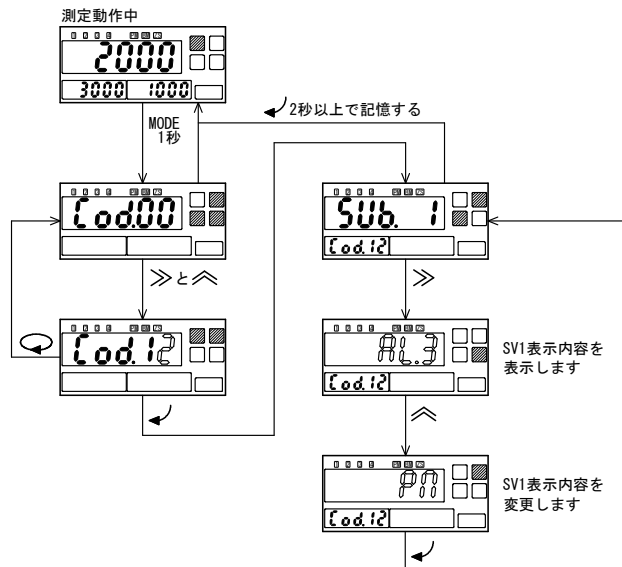 測定動作中
2000
3000 1000
MODE
1秒
2秒以上で記憶する
Cod.00
SUb. 1
Cod.12
≫と︽
≫
Cod.12
AL.3
Cod.12
SV1表示内容を
表示します
︽
PM
Cod.12
SV1表示内容を
変更します